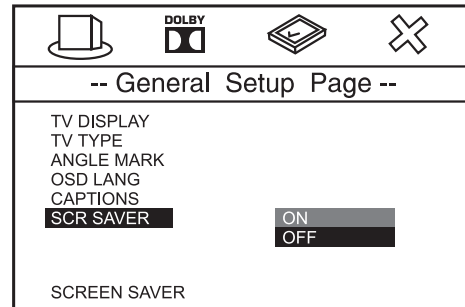 DOLBY
-- General Setup Page --
TV DISPLAY
TV TYPE
ANGLE MARK
OSD LANG
CAPTIONS
SCR SAVER ON
OFF
SCREEN SAVER